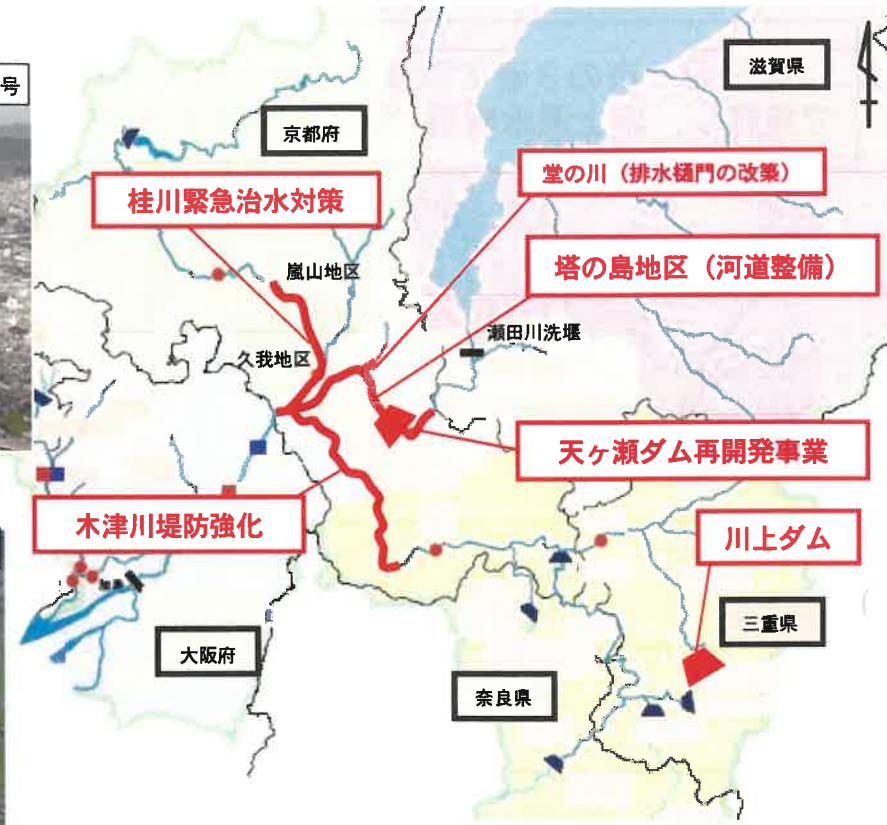 号
滋賀県
京都府
堂の川（排水樋門の改築）
桂川緊急治水対策
塔の島地区（河道整備）
嵐山地区
瀬田川洗堰
久我地区
天ヶ瀬ダム再開発事業
木津川堤防強化
川上ダム
三重県
大阪府
奈良県